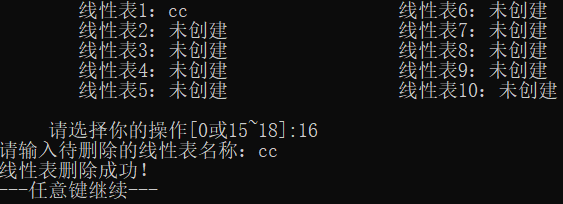 线性表1：cc 线性表6：未创建
线性表2：未创建 线性表7：未创建
线性表3：未创建 线性表8：未创建
线性表4：未创建 线性表9：未创建
线性表5：未创建 线性表10：未创建
请选择你的操作[0或15~18]:16
请输入待删除的线性表名称：cc
线性表删除成功！
---任意键继续---